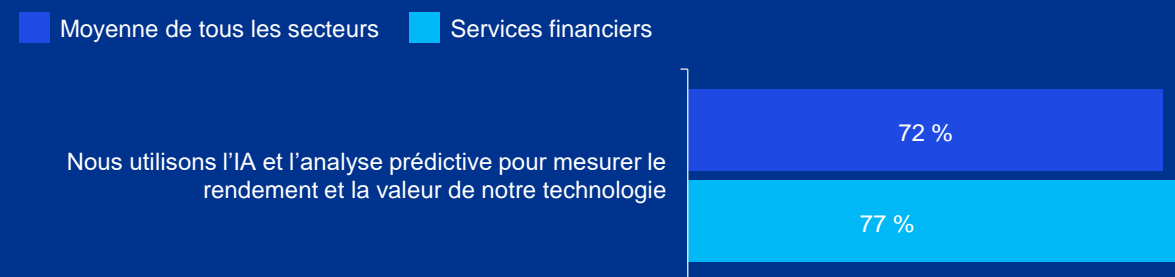 Moyenne de tous les secteurs
Services financiers
72 %
Nous utilisons l’IA et l’analyse prédictive pour mesurer le
rendement et la valeur de notre technologie
77 %